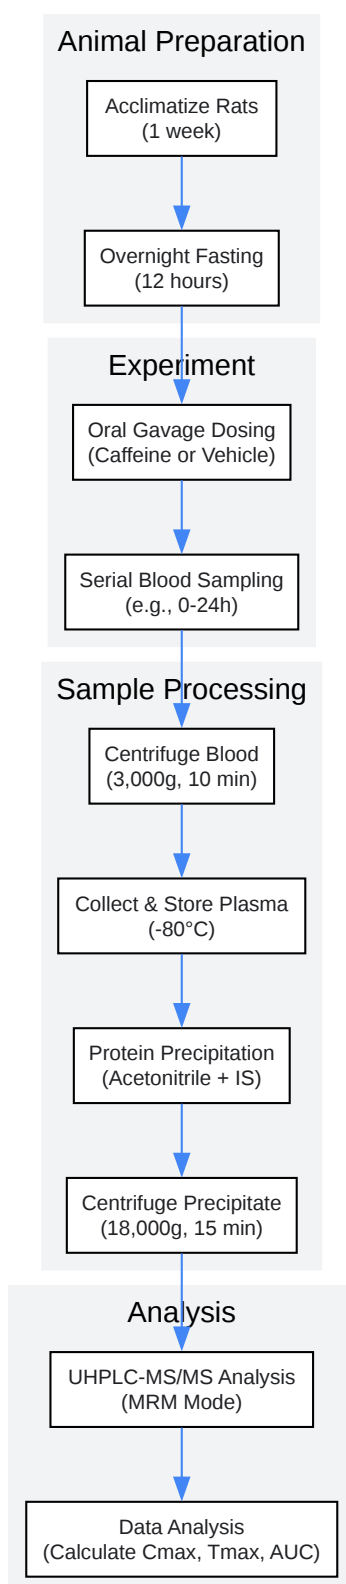 Animal Preparation
Acclimatize Rats
(1 week)
Overnight Fasting
(12 hours)
Experiment
Oral Gavage Dosing
(Caffeine or Vehicle)
Serial Blood Sampling
(e.g., 0-24h)
Sample Processing
Centrifuge Blood
(3,000g, 10 min)
Collect & Store Plasma
(-80°C)
Protein Precipitation
(Acetonitrile + IS)
Centrifuge Precipitate
(18,000g, 15 min)
Analysis
UHPLC-MS/MS Analysis
(MRM Mode)
Data Analysis
(Calculate Cmax, Tmax, AUC)